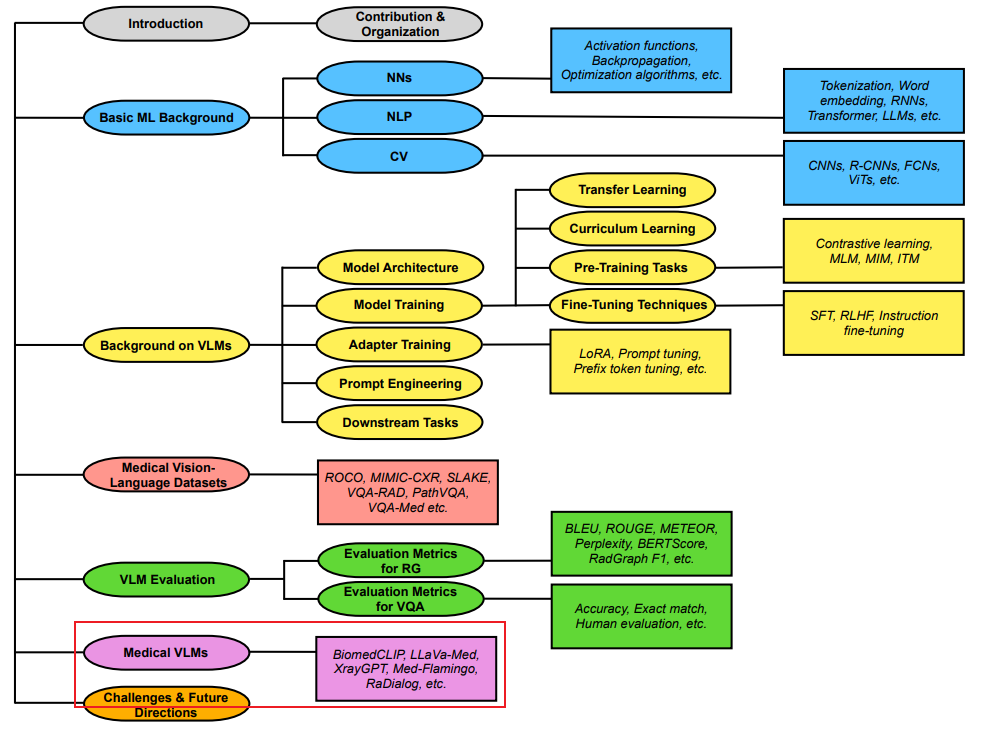 Introduction
Contribution &
Organization
Basic ML Background
NNs
Activation functions,
Backpropagation,
Optimization algorithms, etc.
NLP
Tokenization, Word
embedding, RNNs,
Transformer, LLMs, etc.
CV
CNNs, R-CNNs, FCNs,
ViTs, etc.
Background on VLMs
Model Architecture
Model Training
Transfer Learning
Curriculum Learning
Pre-Training Tasks
Contrastive learning,
MLM, MIM, ITM
Fine-Tuning Techniques
SFT, RLHF, Instruction
fine-tuning
Adapter Training
LoRA, Prompt tuning,
Prefix token tuning, etc.
Prompt Engineering
Downstream Tasks
Medical Vision-
Language Datasets
ROCO, MIMIC-CXR, SLAKE,
VQA-RAD, PathVQA,
VQA-Med etc.
VLM Evaluation
Evaluation Metrics
for RG
BLEU, ROUGE, METEOR,
Perplexity, BERTScore,
RadGraph F1, etc.
Evaluation Metrics
for VQA
Accuracy, Exact match,
Human evaluation, etc.
Medical VLMs
BiomedCLIP, LLaVa-Med,
XrayGPT, Med-Flamingo,
RaDialog, etc.
Challenges & Future
Directions